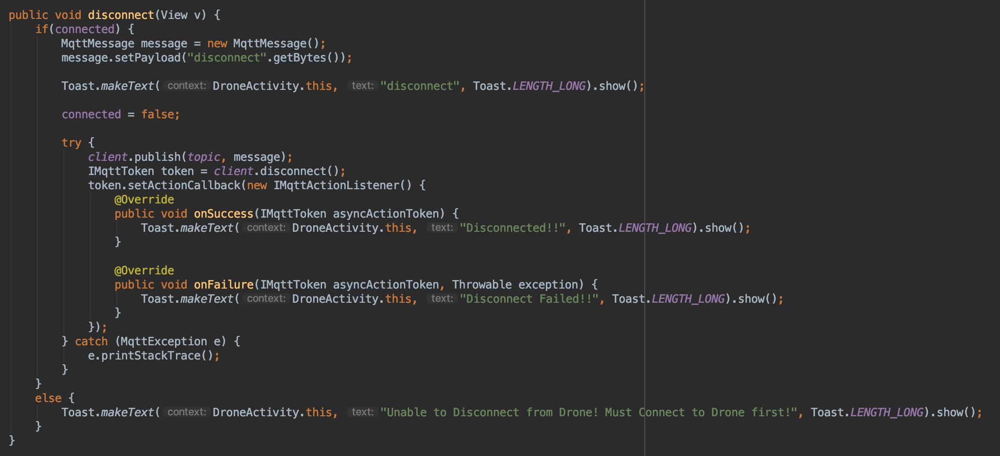 public void disconnect(View v) {
if(connected) {
MqttMessage message = new MqttMessage();
message.setPayload("disconnect".getBytes());
Toast.makeText( context: DroneActivity.this, text: "disconnect", Toast.LENGTH_LONG).show();
connected = false;
try {
client.publish(topic, message);
IMqttToken token = client.disconnect();
token.setActionCallback(new IMqttActionListener() {
@Override
public void onSuccess(IMqttToken asyncActionToken) {
Toast.makeText( context: DroneActivity.this, text: "Disconnected!!", Toast.LENGTH_LONG).show();
}
@Override
public void onFailure(IMqttToken asyncActionToken, Throwable exception) {
Toast.makeText( context: DroneActivity.this, text: "Disconnect Failed!!", Toast.LENGTH_LONG).show();
}
});
} catch (MqttException e) {
e.printStackTrace();
}
}
else {
Toast.makeText( context: DroneActivity.this, text: "Unable to Disconnect from Drone! Must Connect to Drone first!", Toast.LENGTH_LONG).show();
}
}